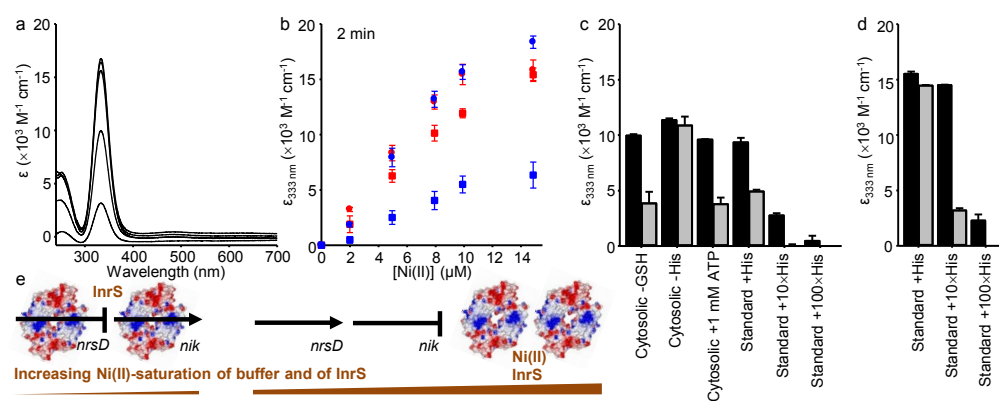 a
20
15
10
5
0
ε (×10³ M⁻¹ cm⁻¹)
300 400 500 600 700
Wavelength (nm)
b
20
15
10
5
0
ε333 nm (×10³ M⁻¹ cm⁻¹)
2 min
0 2 4 6 8 10 12 14
[Ni(II)] (μM)
c
20
15
10
5
0
ε333 nm (×10³ M⁻¹ cm⁻¹)
Cytosolic -GSH
Cytosolic -His
Cytosolic +1 mM ATP
Standard +His
Standard +10×His
Standard +100×His
d
20
15
10
5
0
ε333 nm (×10³ M⁻¹ cm⁻¹)
Standard +His
Standard +10×His
Standard +100×His
e
InrS
nrsD
nik
nrsD
nik
Ni(II)
InrS
Increasing Ni(II)-saturation of buffer and of InrS